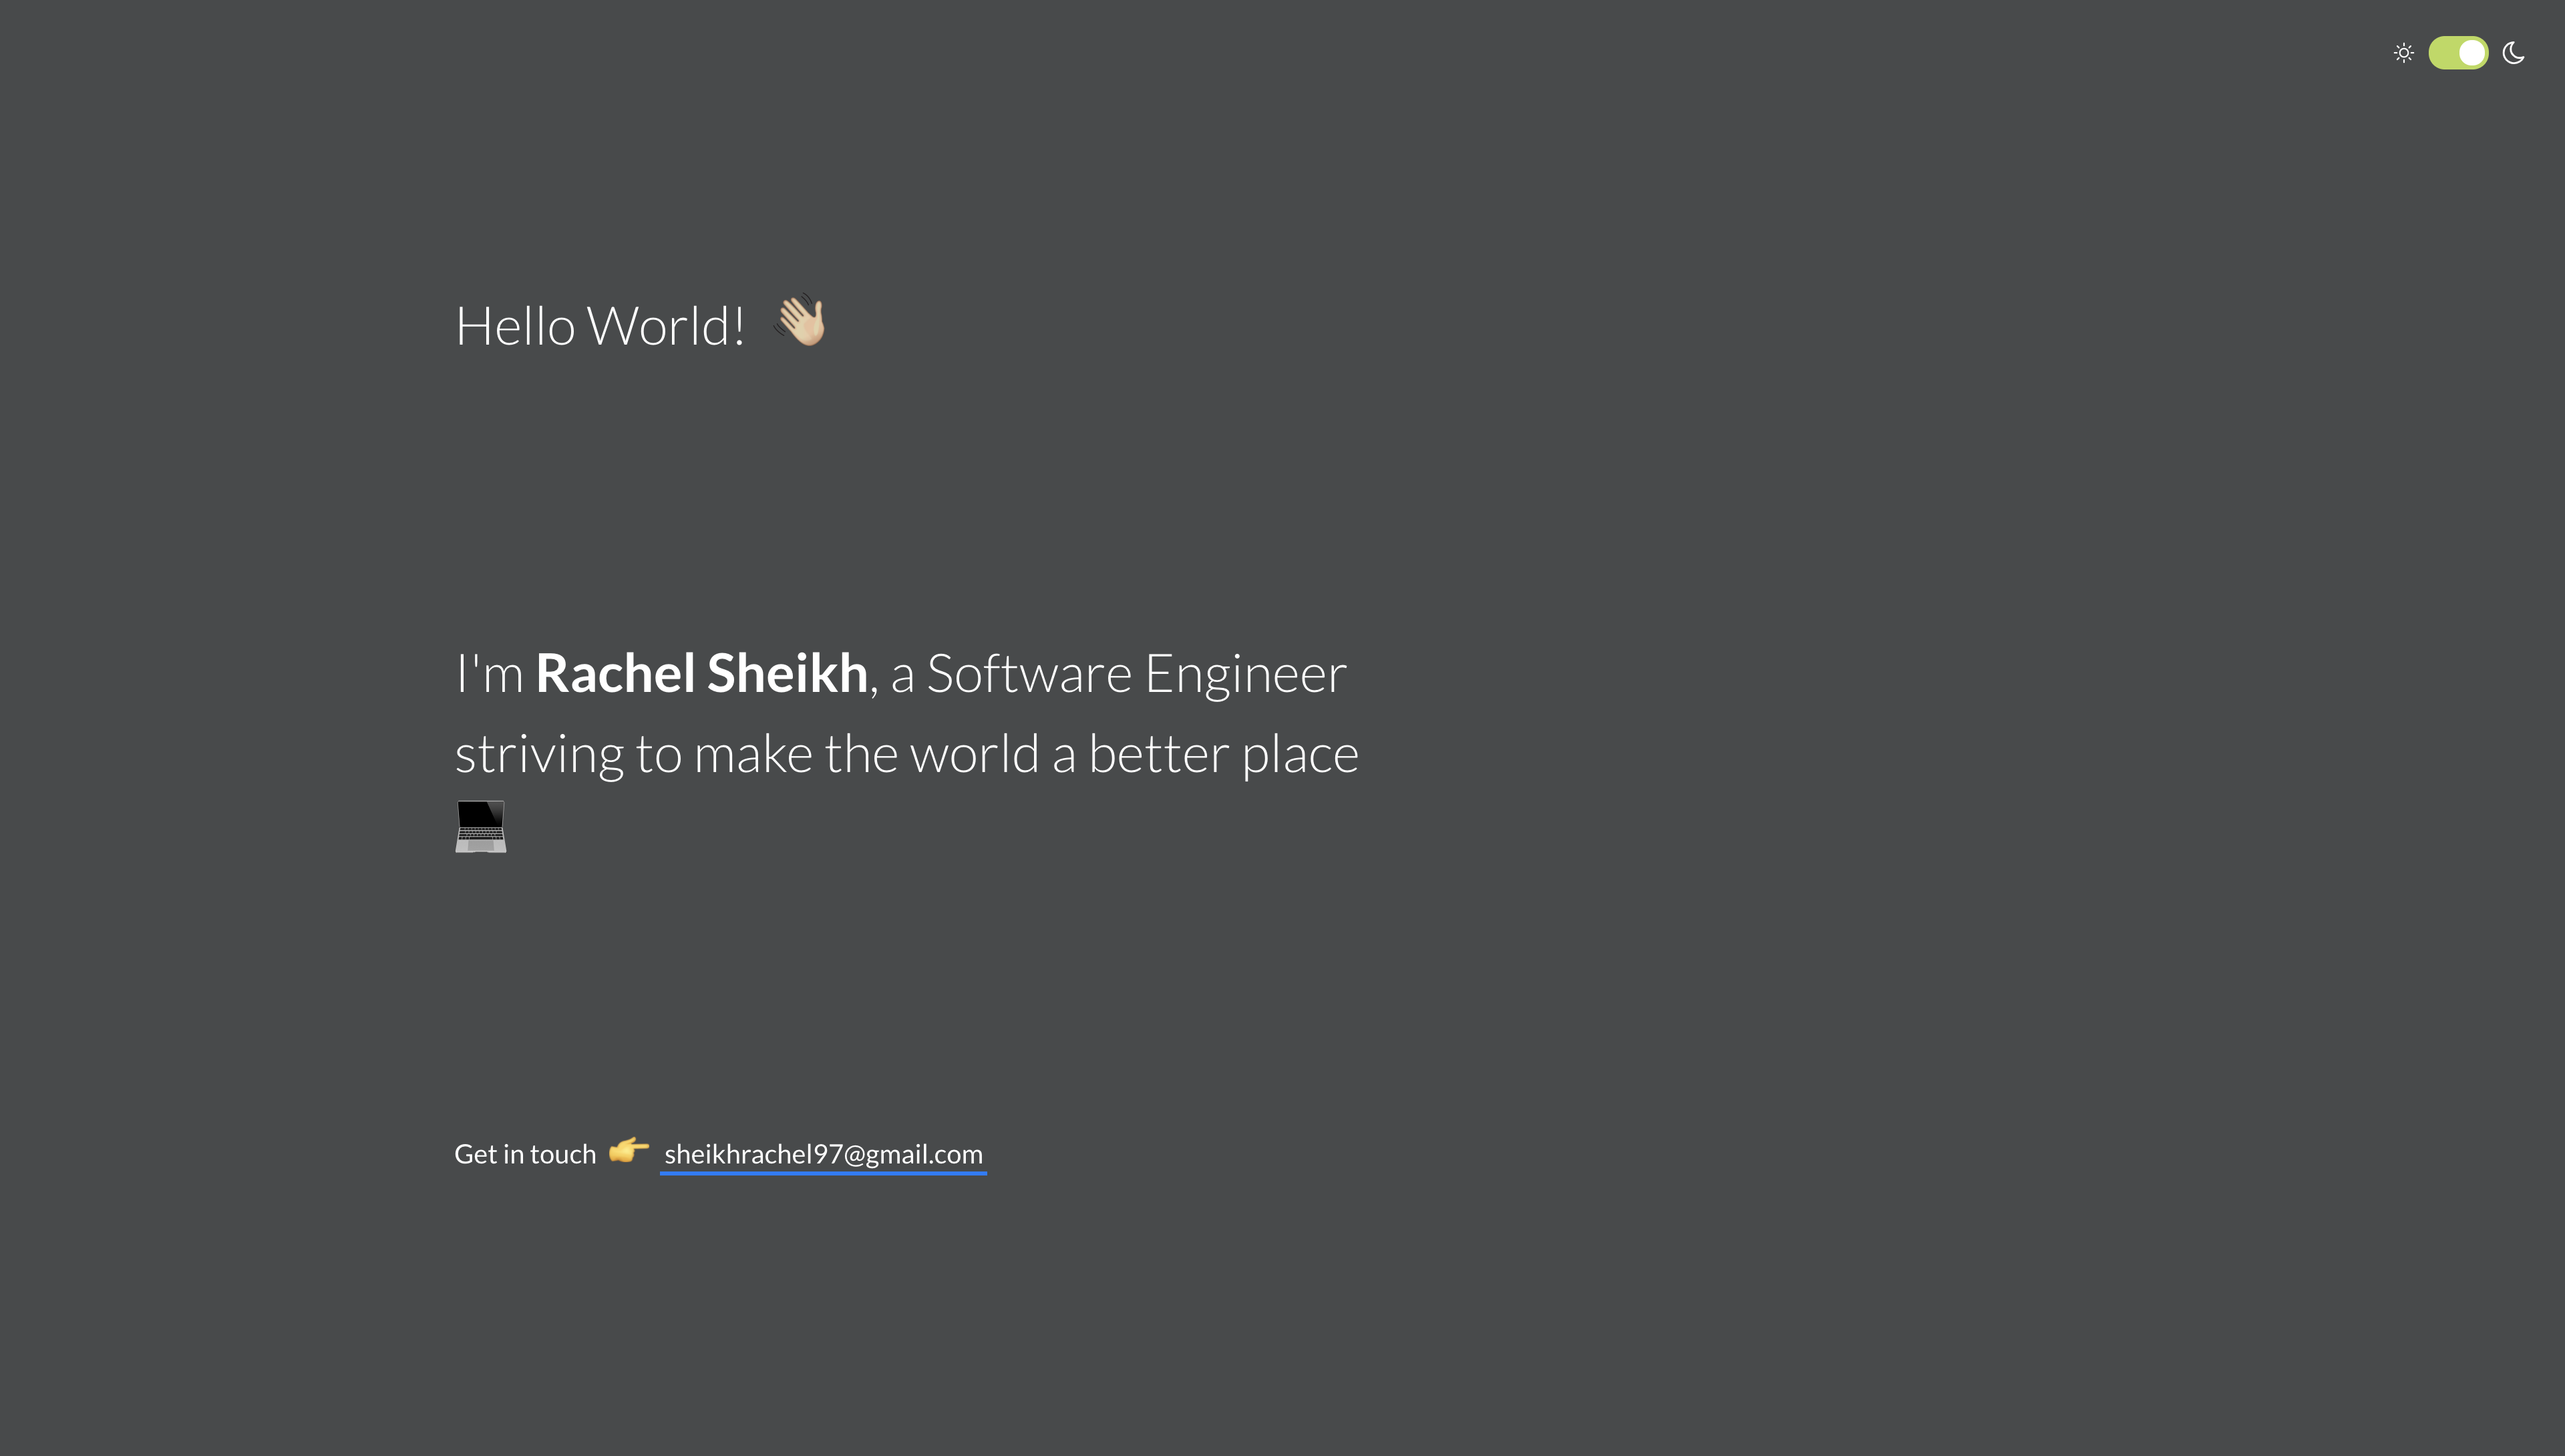 Hello World! 👋🏼
I'm Rachel Sheikh, a Software Engineer
striving to make the world a better place
💻
Get in touch 👉 sheikhrachel97@gmail.com